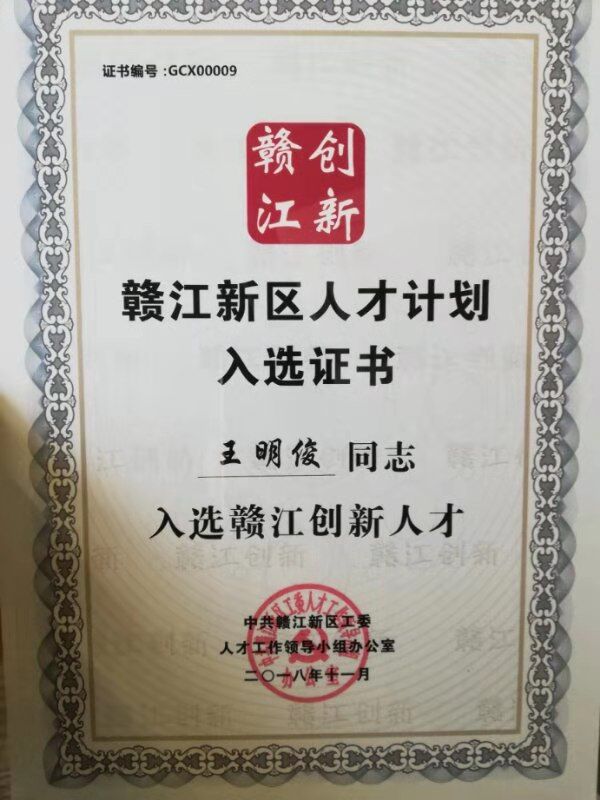 证书编号：GCX00009
赣创
江新
赣江新区人才计划
入选证书
王明俊 同志
入选赣江创新人才
中共赣江新区工委
人才工作领导小组办公室
二〇一八年十一月
办公室